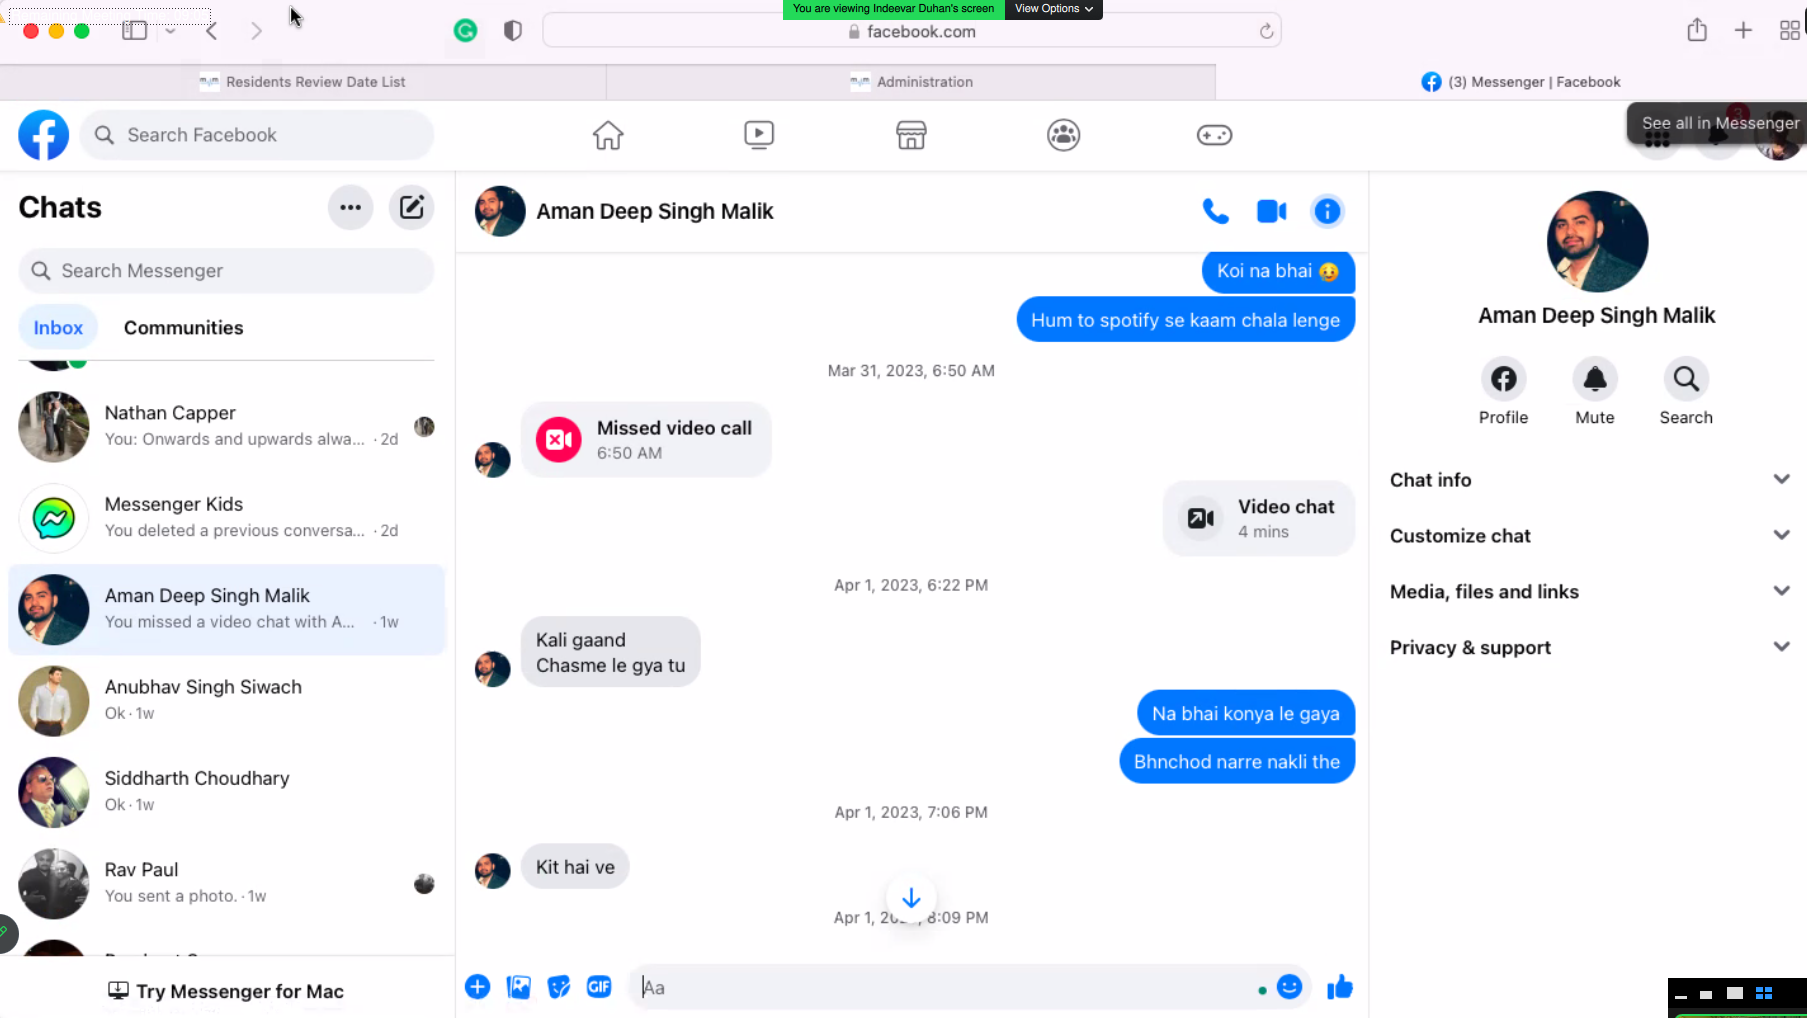 You are viewing Indeevar Duhan's screen
View Options
facebook.com
Residents Review Date List
Administration
(3) Messenger | Facebook
Search Facebook
3
See all in Messenger
Chats
Search Messenger
Inbox
Communities
Nathan Capper
You: Onwards and upwards alwa... · 2d
Messenger Kids
You deleted a previous conversa... · 2d
Aman Deep Singh Malik
You missed a video chat with A... · 1w
Anubhav Singh Siwach
Ok · 1w
Siddharth Choudhary
Ok · 1w
Rav Paul
You sent a photo. · 1w
Try Messenger for Mac
Aman Deep Singh Malik
Koi na bhai 🥲
Hum to spotify se kaam chala lenge
Mar 31, 2023, 6:50 AM
Missed video call
6:50 AM
Video chat
4 mins
Apr 1, 2023, 6:22 PM
Kali gaand
Chasme le gya tu
Na bhai konya le gaya
Bhnchod narre nakli the
Apr 1, 2023, 7:06 PM
Kit hai ve
Apr 1, 8:09 PM
GIF
Aa
Aman Deep Singh Malik
Profile
Mute
Search
Chat info
Customize chat
Media, files and links
Privacy & support